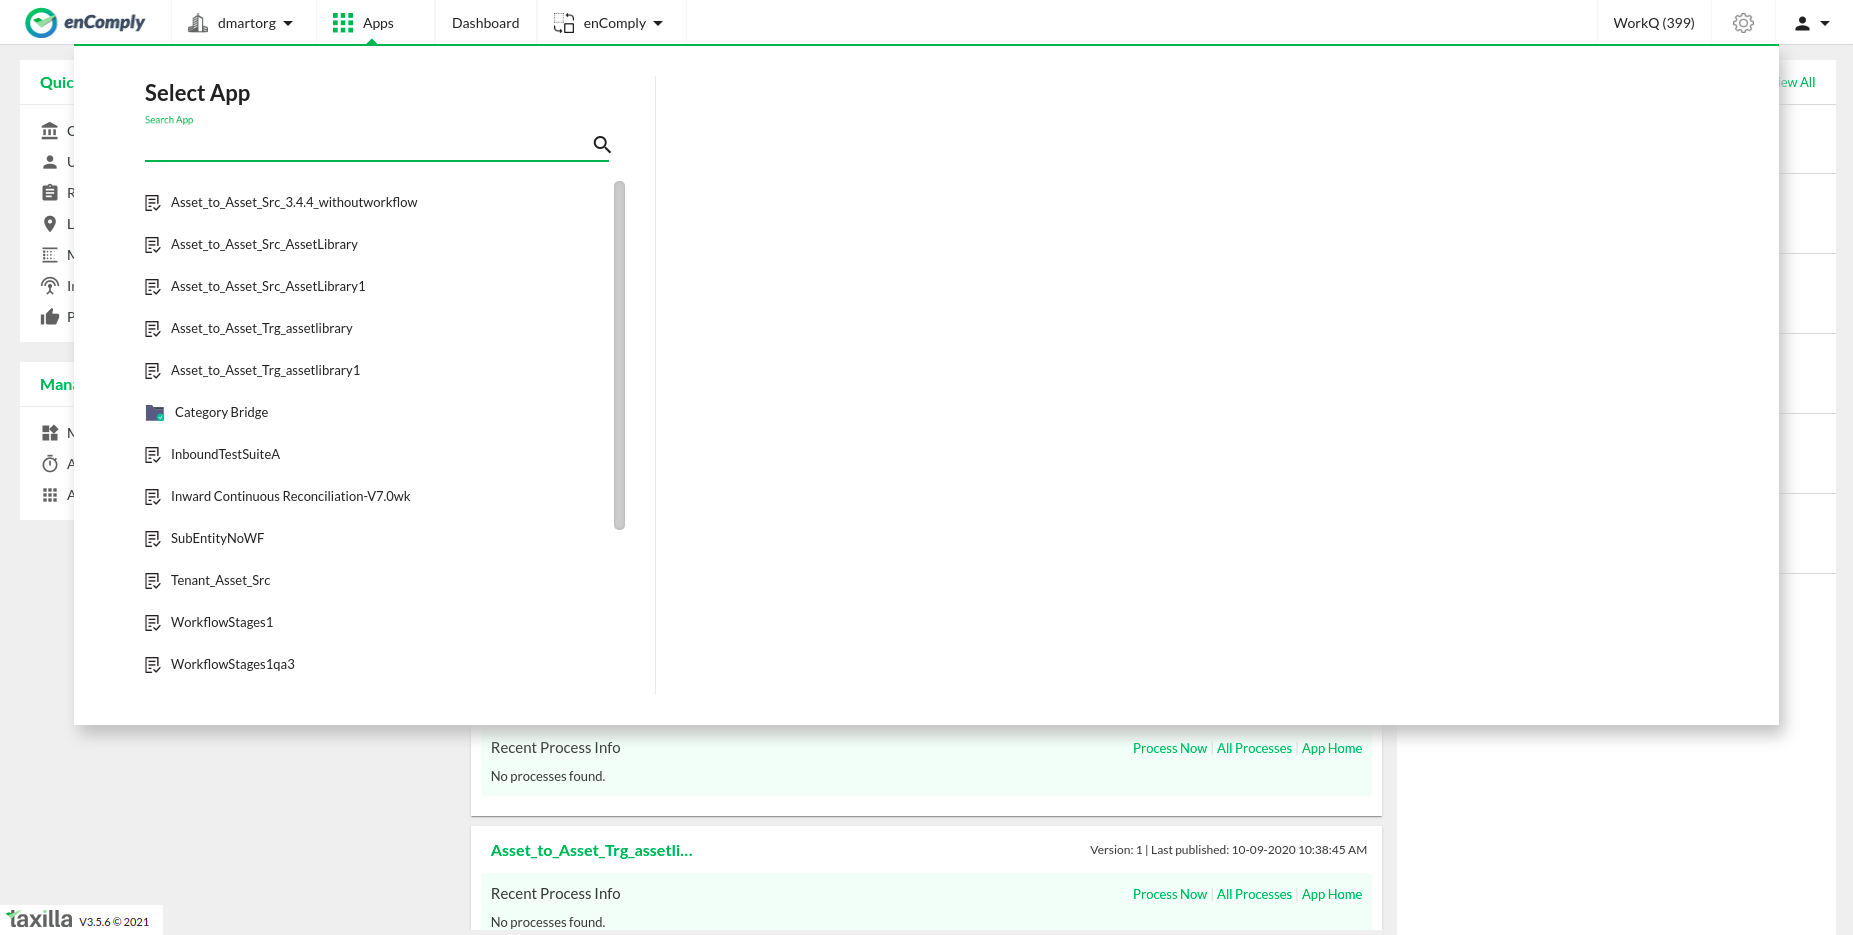 enComply
dmartorg
Apps
Dashboard
enComply
WorkQ (399)
Quic
C
U
R
L
M
I
P
Mana
M
A
A
Select App
Search App
Asset_to_Asset_Src_3.4.4_withoutworkflow
Asset_to_Asset_Src_AssetLibrary
Asset_to_Asset_Src_AssetLibrary1
Asset_to_Asset_Trg_assetlibrary
Asset_to_Asset_Trg_assetlibrary1
Category Bridge
InboundTestSuiteA
Inward Continuous Reconciliation-V7.0wk
SubEntityNoWF
Tenant_Asset_Src
WorkflowStages1
WorkflowStages1qa3
ew All
Recent Process Info
Process Now | All Processes | App Home
No processes found.
Asset_to_Asset_Trg_assetli...
Version: 1 | Last published: 10-09-2020 10:38:45 AM
Recent Process Info
Process Now | All Processes | App Home
No processes found.
taxilla V3.5.6 © 2021